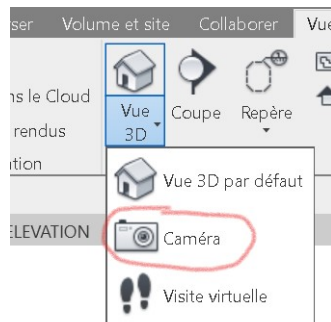 ser Volume et site Collaborer Vue
ns le Cloud
rendus
ation
Vue 3D
Coupe
Repère
Vue 3D par défaut
ELEVATION
Caméra
Visite virtuelle